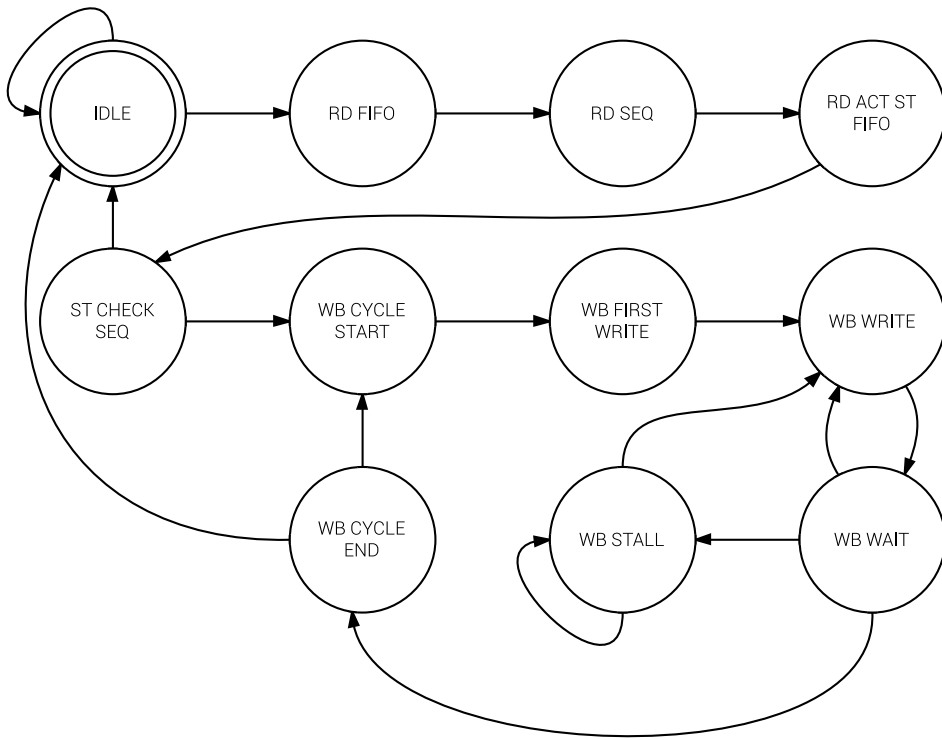 IDLE
RD FIFO
RD SEQ
RD ACT ST
FIFO
ST CHECK
SEQ
WB CYCLE
START
WB FIRST
WRITE
WB WRITE
WB CYCLE
END
WB STALL
WB WAIT